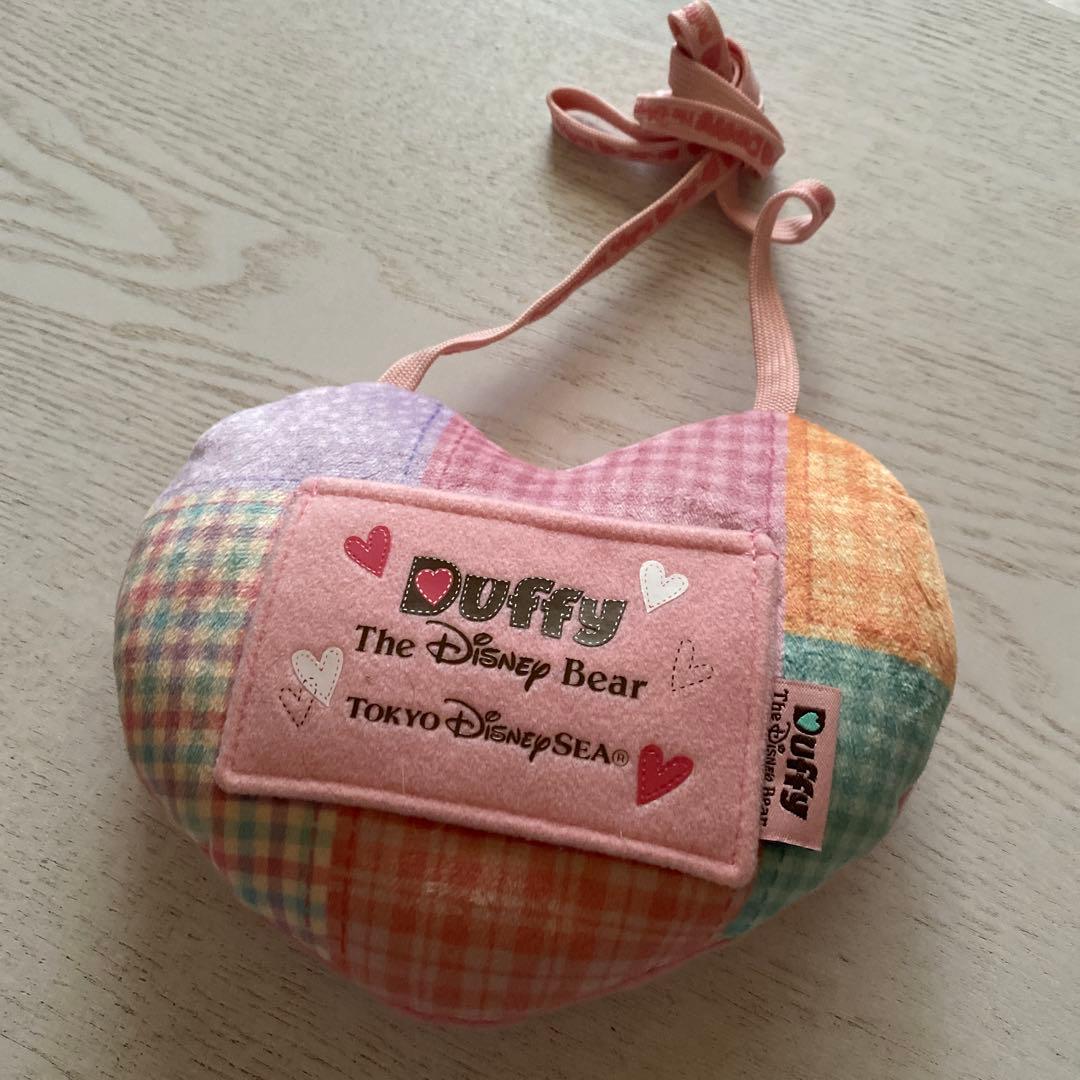 Duffy
The Disney Bear
TOKYO DisneySEA®
Duffy
The Disney Bear